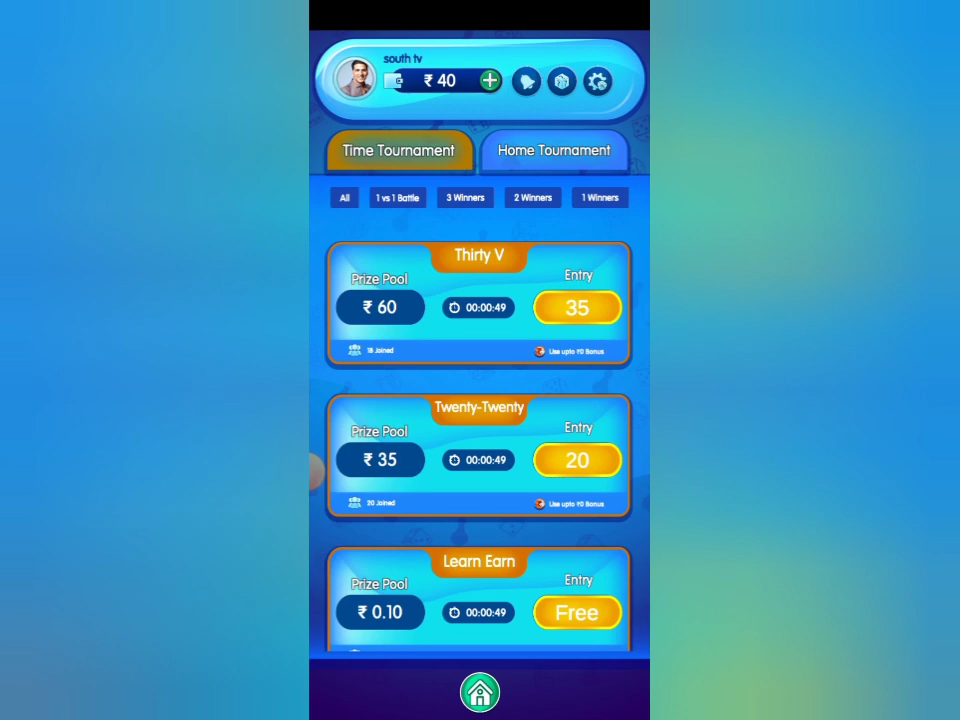 south tv
₹ 40
Time Tournament
Home Tournament
All
1 vs 1 Battle
3 Winners
2 Winners
1 Winners
Thirty V
Prize Pool
Entry
₹ 60
00:00:49
35
18 Joined
Use upto ₹0 Bonus
Twenty-Twenty
Prize Pool
Entry
₹ 35
00:00:49
20
20 Joined
Use upto ₹0 Bonus
Learn Earn
Prize Pool
Entry
₹ 0.10
00:00:49
Free